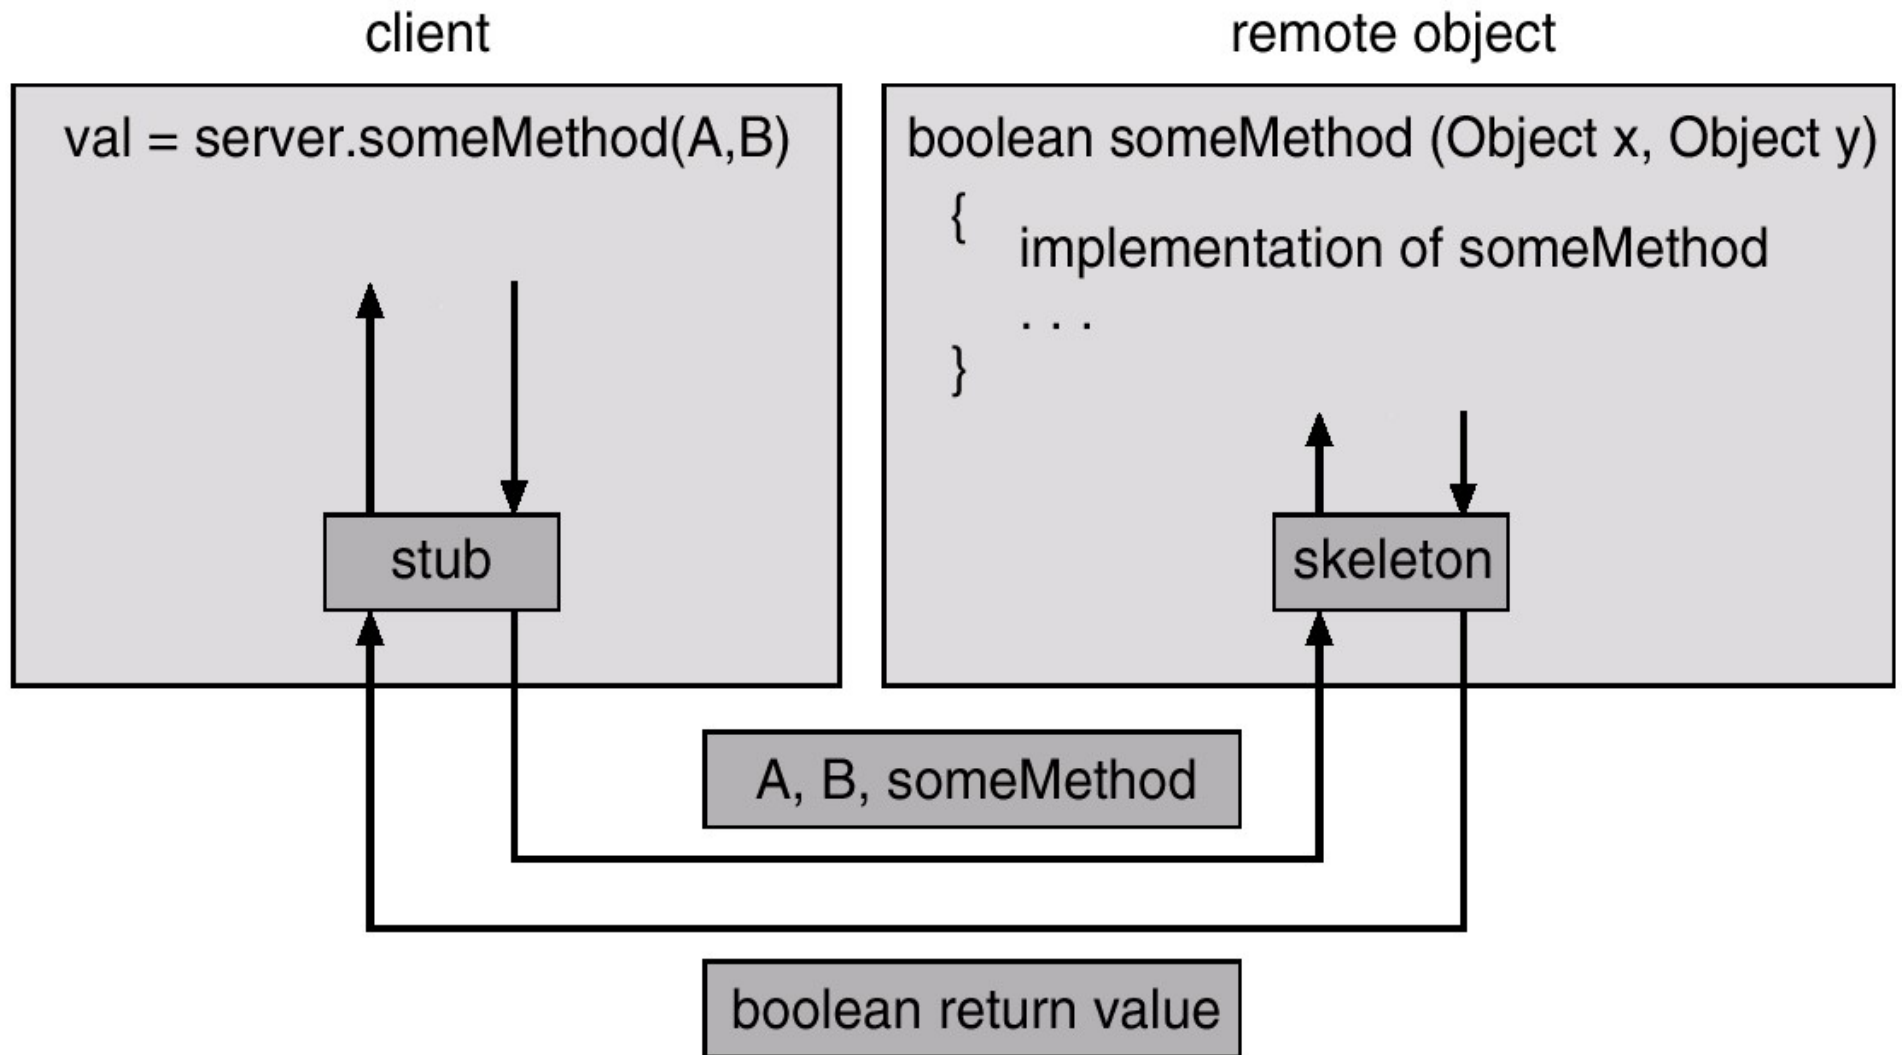 client
val = server.someMethod(A,B)
stub
remote object
boolean someMethod (Object x, Object y)
{
implementation of someMethod
. . .
}
skeleton
A, B, someMethod
boolean return value